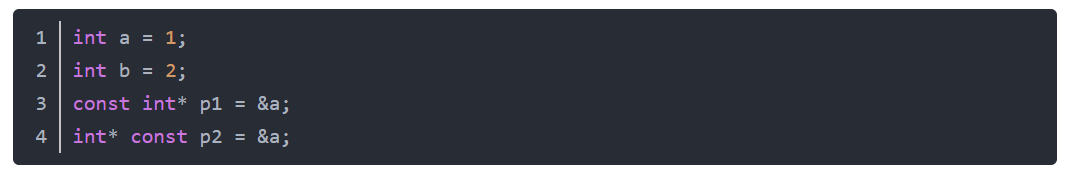 1 int a = 1;
2 int b = 2;
3 const int* p1 = &a;
4 int* const p2 = &a;